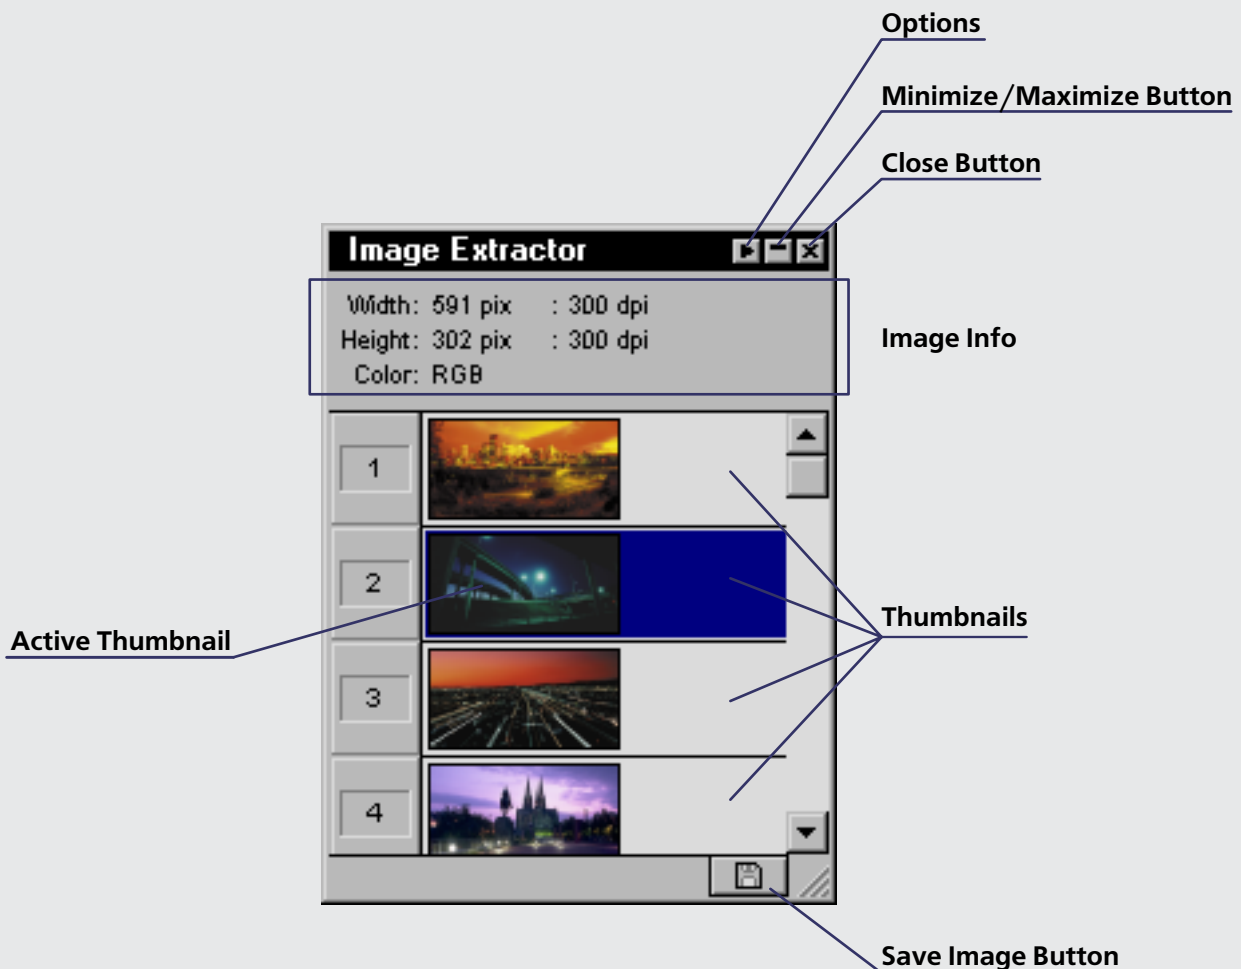 Options
Minimize/Maximize Button
Close Button
Image Extractor
Width: 591 pix : 300 dpi
Height: 302 pix : 300 dpi
Color: RGB
Image Info
1
2
Thumbnails
Active Thumbnail
3
4
Save Image Button